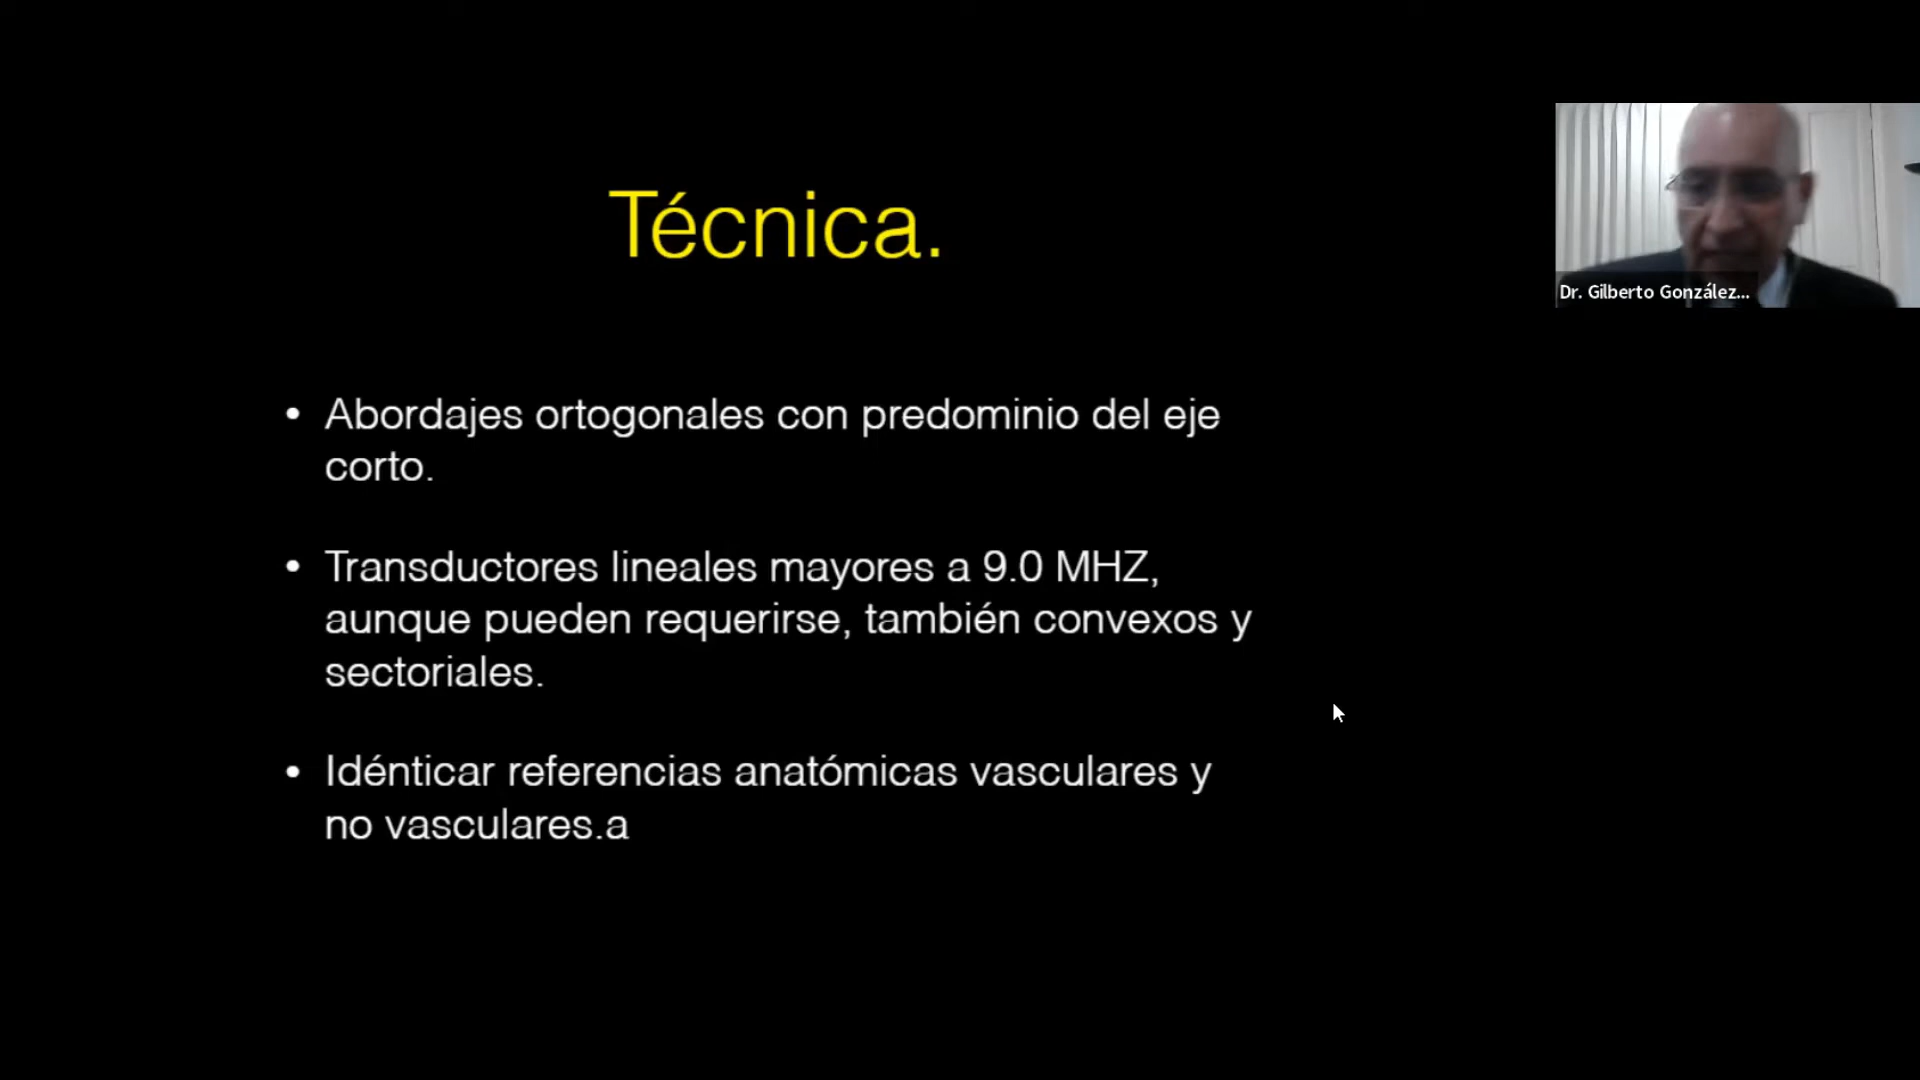 Técnica.
Dr. Gilberto González...
• Abordajes ortogonales con predominio del eje
corto.
• Transductores lineales mayores a 9.0 MHZ,
aunque pueden requerirse, también convexos y
sectoriales.
• Idénticar referencias anatómicas vasculares y
no vasculares.a